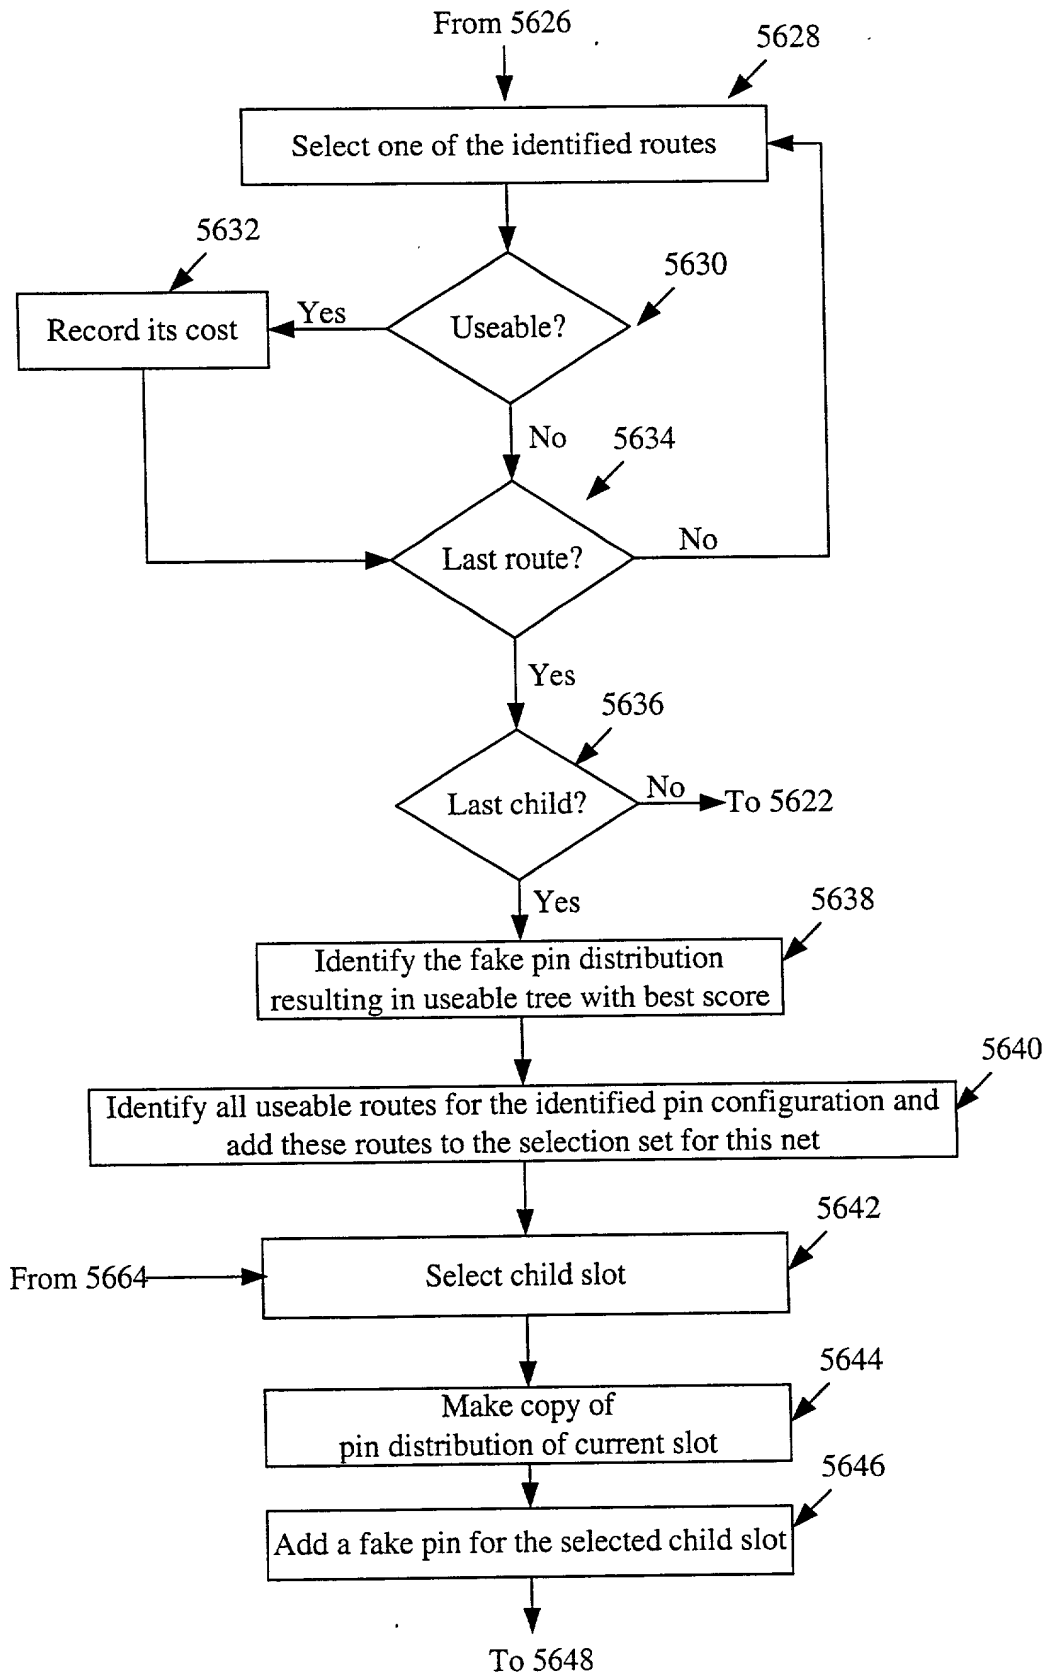 From 5626
5628
Select one of the identified routes
5632
5630
Record its cost
Yes
Useable?
No
5634
Last route?
No
Yes
5636
Last child?
No
To 5622
Yes
5638
Identify the fake pin distribution
resulting in useable tree with best score
5640
Identify all useable routes for the identified pin configuration and
add these routes to the selection set for this net
5642
From 5664
Select child slot
5644
Make copy of
pin distribution of current slot
5646
Add a fake pin for the selected child slot
To 5648